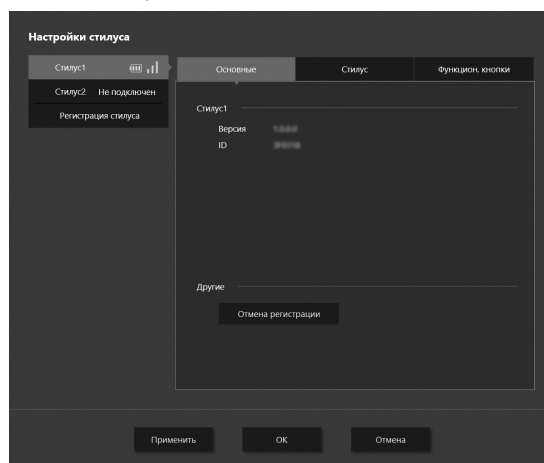 Настройки стилуса
Стилус1
Стилус2 Не подключен
Регистрация стилуса
Основные Стилус Функцион. кнопки
Стилус1
Версия
ID
Другие
Отмена регистрации
Применить OK Отмена